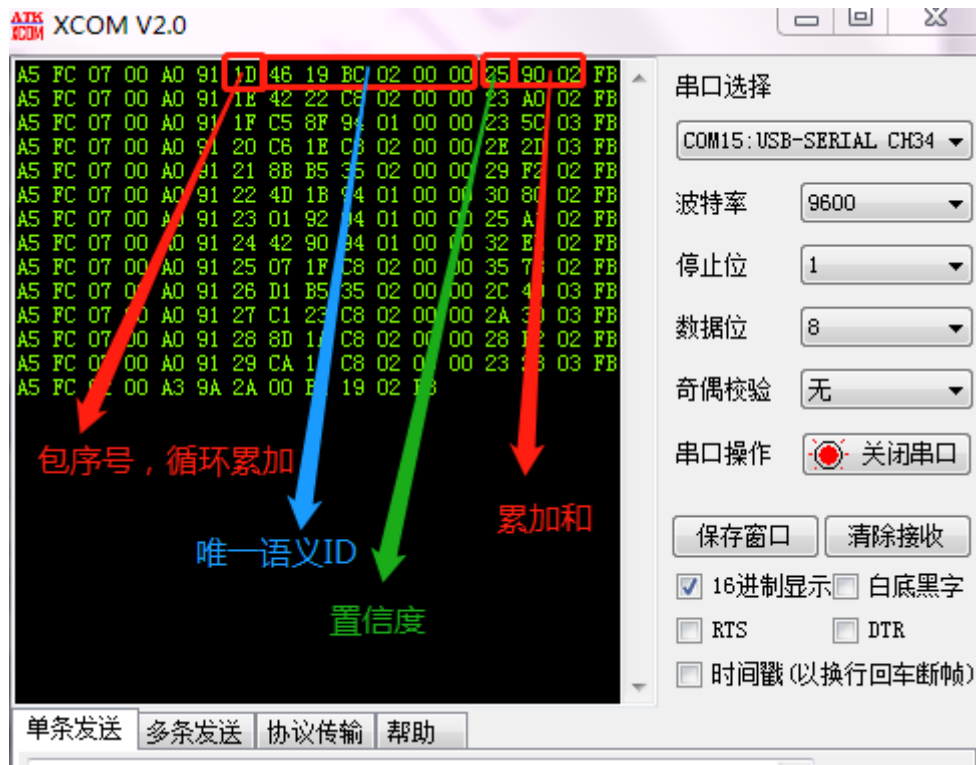 ATK
XCOM XCOM V2.0
A5 FC 07 00 A0 91 1D 46 19 BC 02 00 00 25 90 02 FB
A5 FC 07 00 A0 91 1E 42 22 C8 02 00 00 23 A0 02 FB
A5 FC 07 00 A0 91 1F C5 8F 94 01 00 00 23 5C 03 FB
A5 FC 07 00 A0 91 20 C6 1E C8 02 00 00 2E 2D 03 FB
A5 FC 07 00 A0 91 21 8B B5 35 02 00 00 29 F2 02 FB
A5 FC 07 00 A0 91 22 4D 1B 94 01 00 00 30 80 02 FB
A5 FC 07 00 A0 91 23 01 92 94 01 00 00 25 A1 02 FB
A5 FC 07 00 A0 91 24 42 90 94 01 00 00 32 02 FB
A5 FC 07 00 A0 91 25 07 1F C8 02 00 00 35 02 FB
A5 FC 07 00 A0 91 26 D1 B5 35 02 00 00 2C 40 03 FB
A5 FC 07 00 A0 91 27 C1 23 C8 02 00 00 2A 30 03 FB
A5 FC 07 00 A0 91 28 8D C8 02 00 00 28 02 FB
A5 FC 07 00 A0 91 29 CA C8 02 00 00 23 03 FB
A5 FC 02 00 A3 9A 2A 00 19 02 FB
包序号，循环累加
唯一语义ID
置信度
累加和
串口选择
COM15:USB-SERIAL CH34
波特率 9600
停止位 1
数据位 8
奇偶校验 无
串口操作 关闭串口
保存窗口 清除接收
16进制显示 白底黑字
RTS DTR
时间戳(以换行回车断帧)
单条发送 多条发送 协议传输 帮助